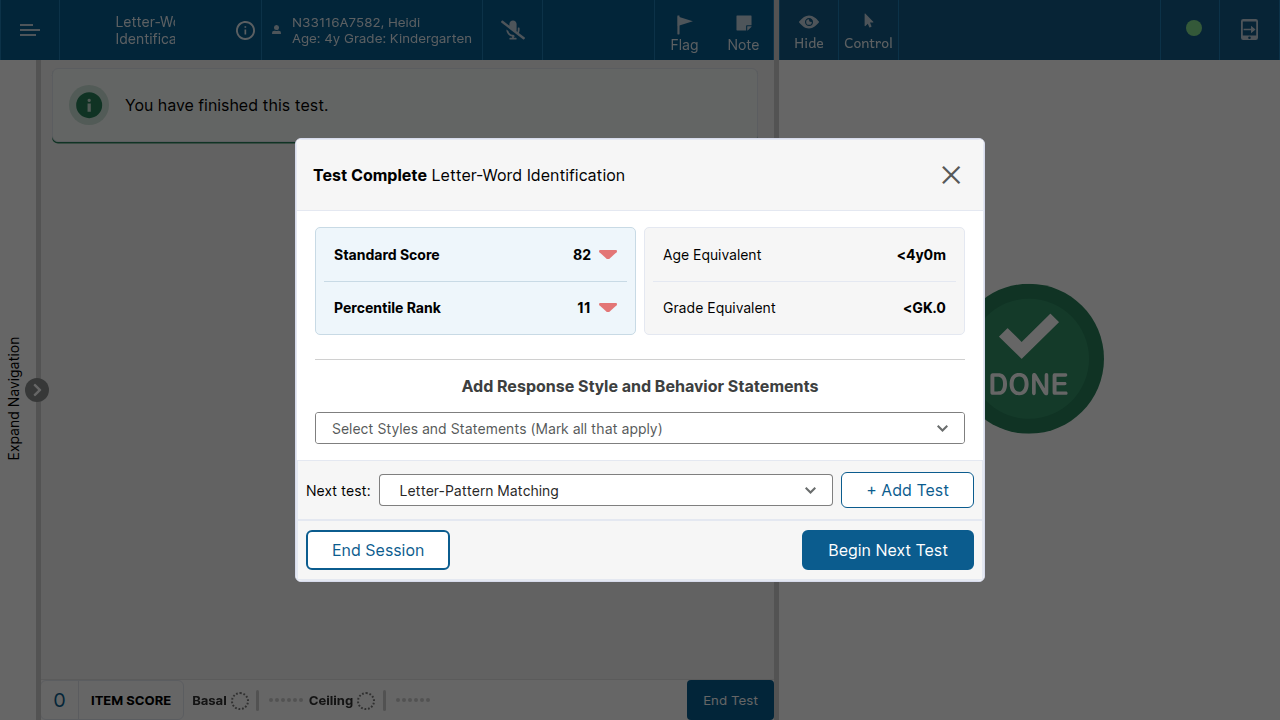 Letter-Wo
Identifica
N33116A7582, Heidi
Age: 4y Grade: Kindergarten
Flag
Note
Hide
Control
You have finished this test.
Test Complete Letter-Word Identification
Standard Score 82
Percentile Rank 11
Age Equivalent <4y0m
Grade Equivalent <GK.0
DONE
Expand Navigation
Add Response Style and Behavior Statements
Select Styles and Statements (Mark all that apply)
Next test: Letter-Pattern Matching + Add Test
End Session Begin Next Test
0 ITEM SCORE Basal Ceiling End Test